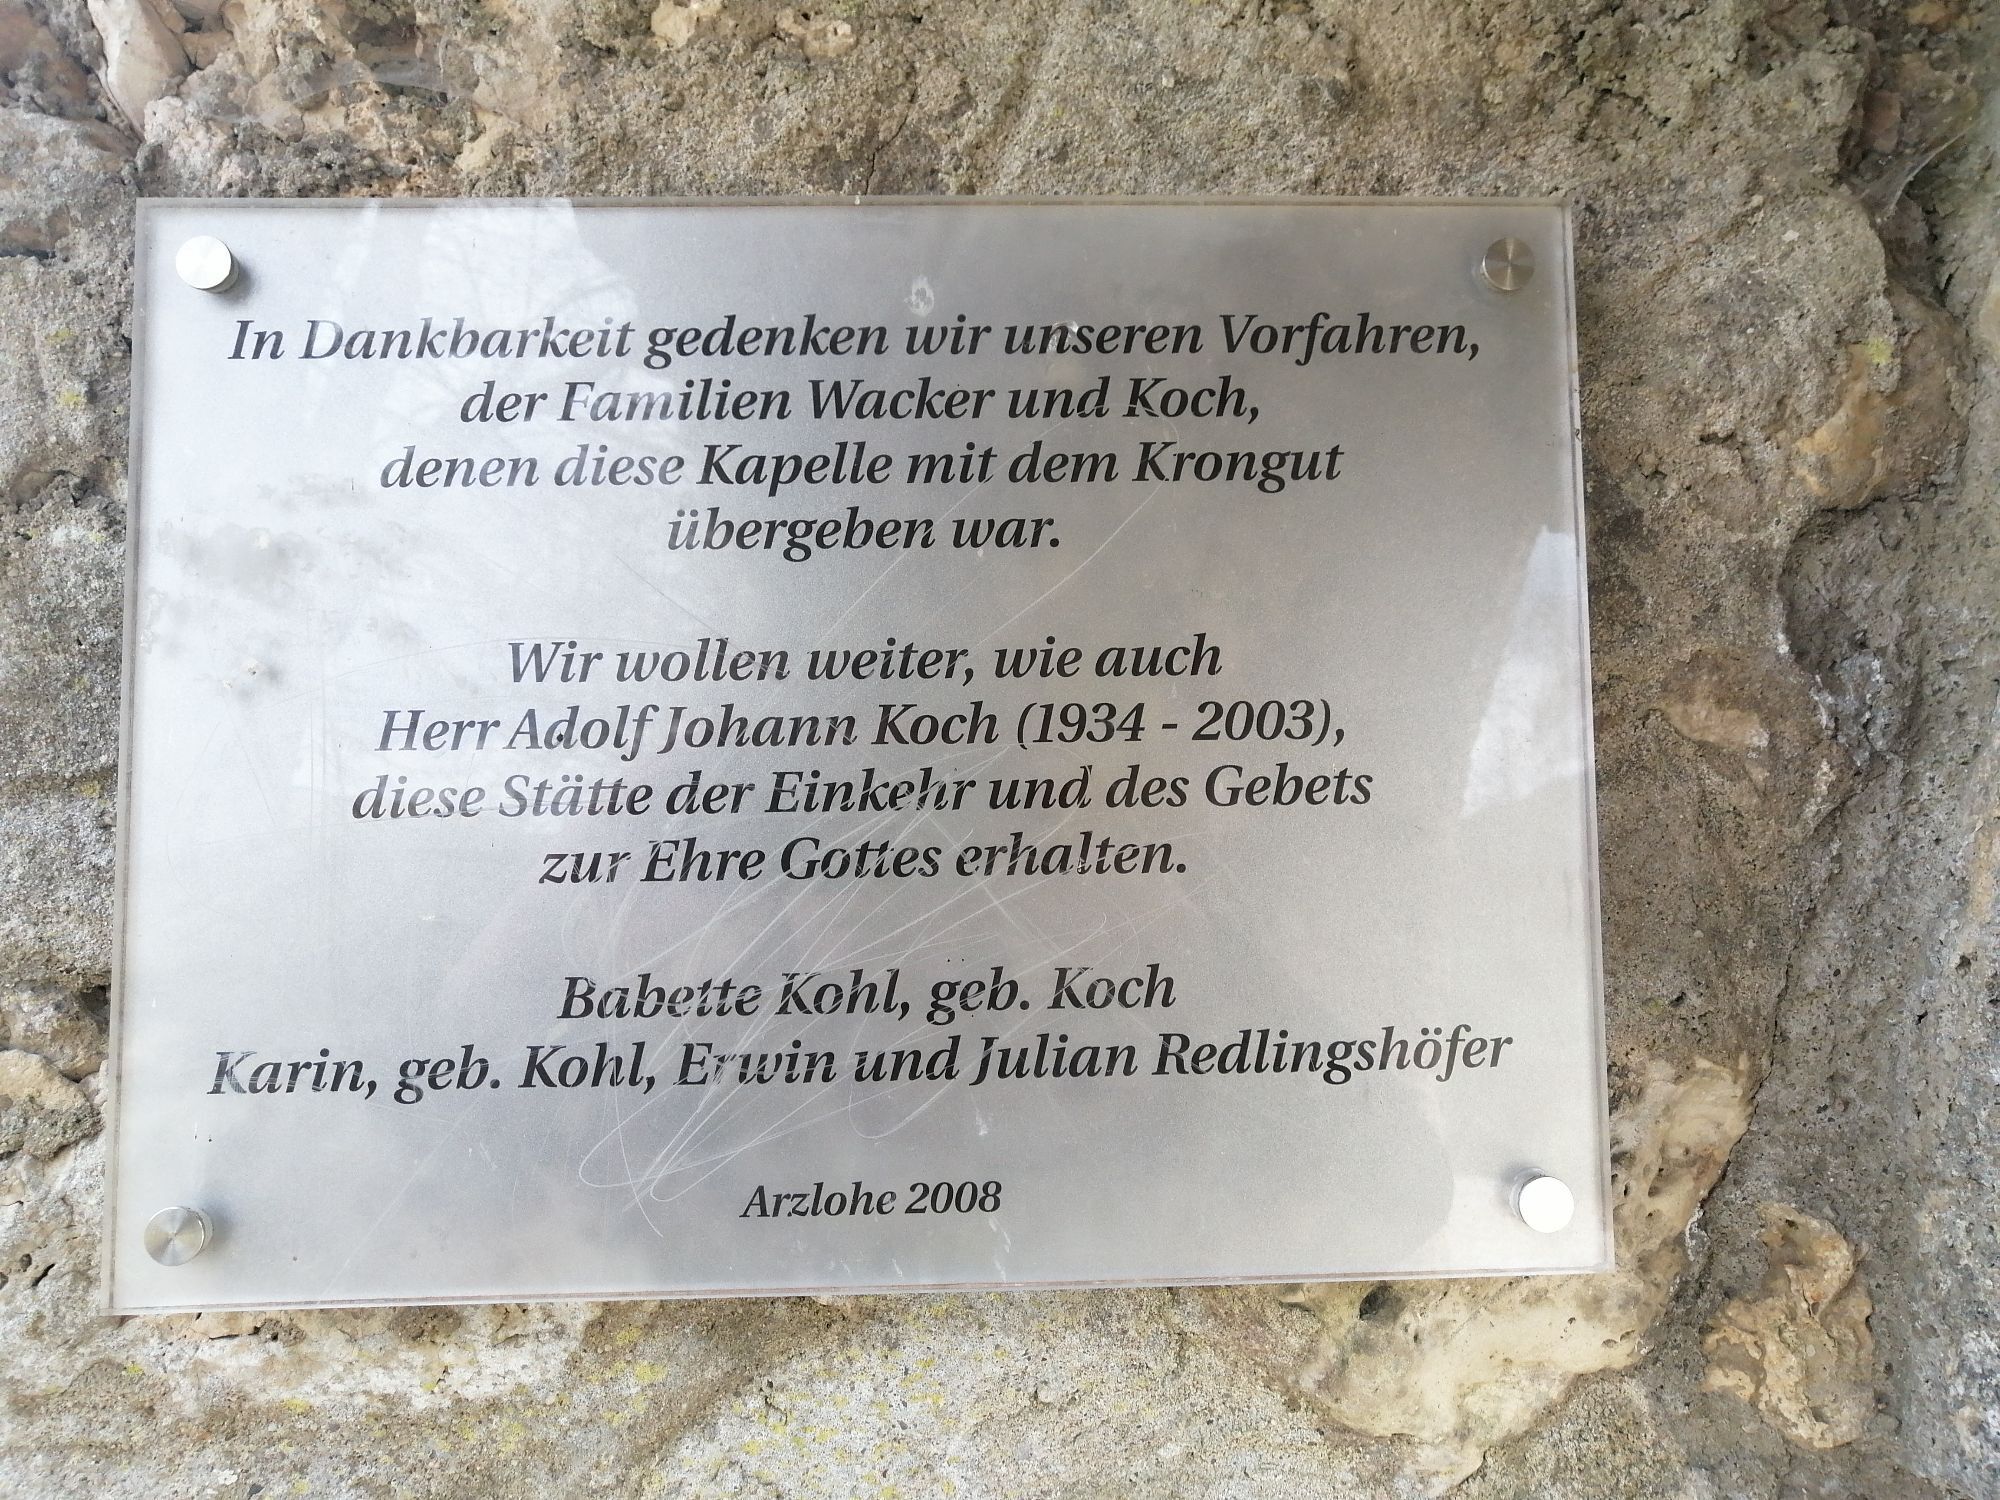 In Dankbarkeit gedenken wir unseren Vorfahren,
der Familien Wacker und Koch,
denen diese Kapelle mit dem Krongut
übergeben war.
Wir wollen weiter, wie auch
Herr Adolf Johann Koch (1934 - 2003),
diese Stätte der Einkehr und des Gebets
zur Ehre Gottes erhalten.
Babette Kohl, geb. Koch
Karin, geb. Kohl, Erwin und Julian Redlingshöfer
Arzlohe 2008